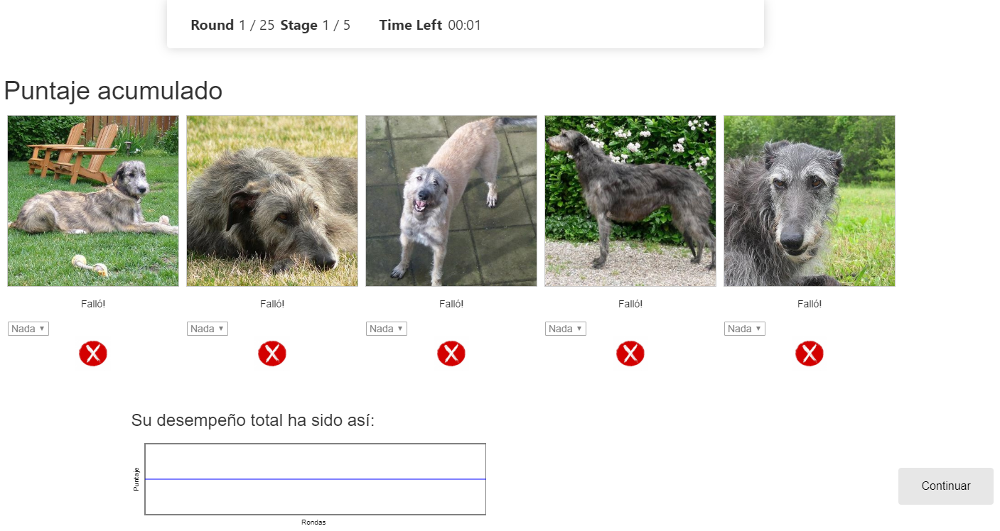 Round 1 / 25 Stage 1 / 5 Time Left 00:01
Puntaje acumulado
Falló! Falló! Falló! Falló! Falló!
Nada ▼ Nada ▼ Nada ▼ Nada ▼ Nada ▼
Su desempeño total ha sido así:
Puntaje
Rondas
Continuar